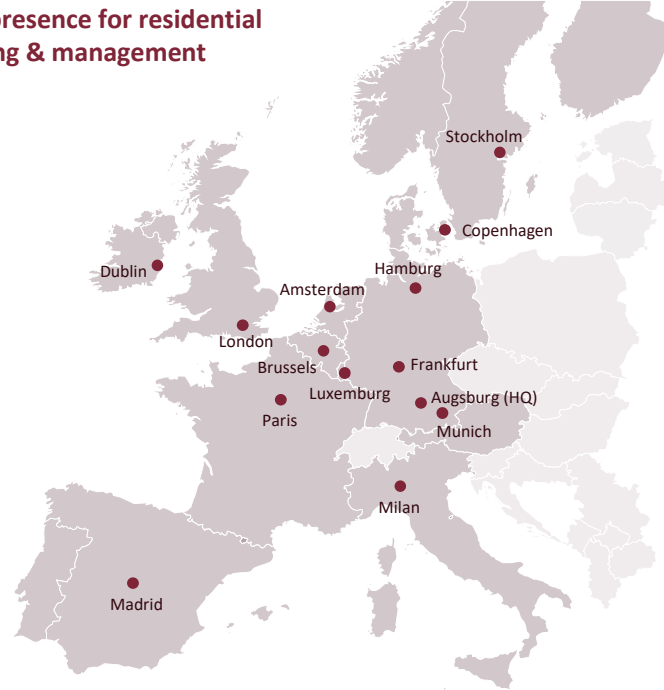 presence for residential
& management
Stockholm
Copenhagen
Dublin
Hamburg
Amsterdam
London
Brussels
Frankfurt
Luxemburg
Augsburg (HQ)
Paris
Munich
Milan
Madrid